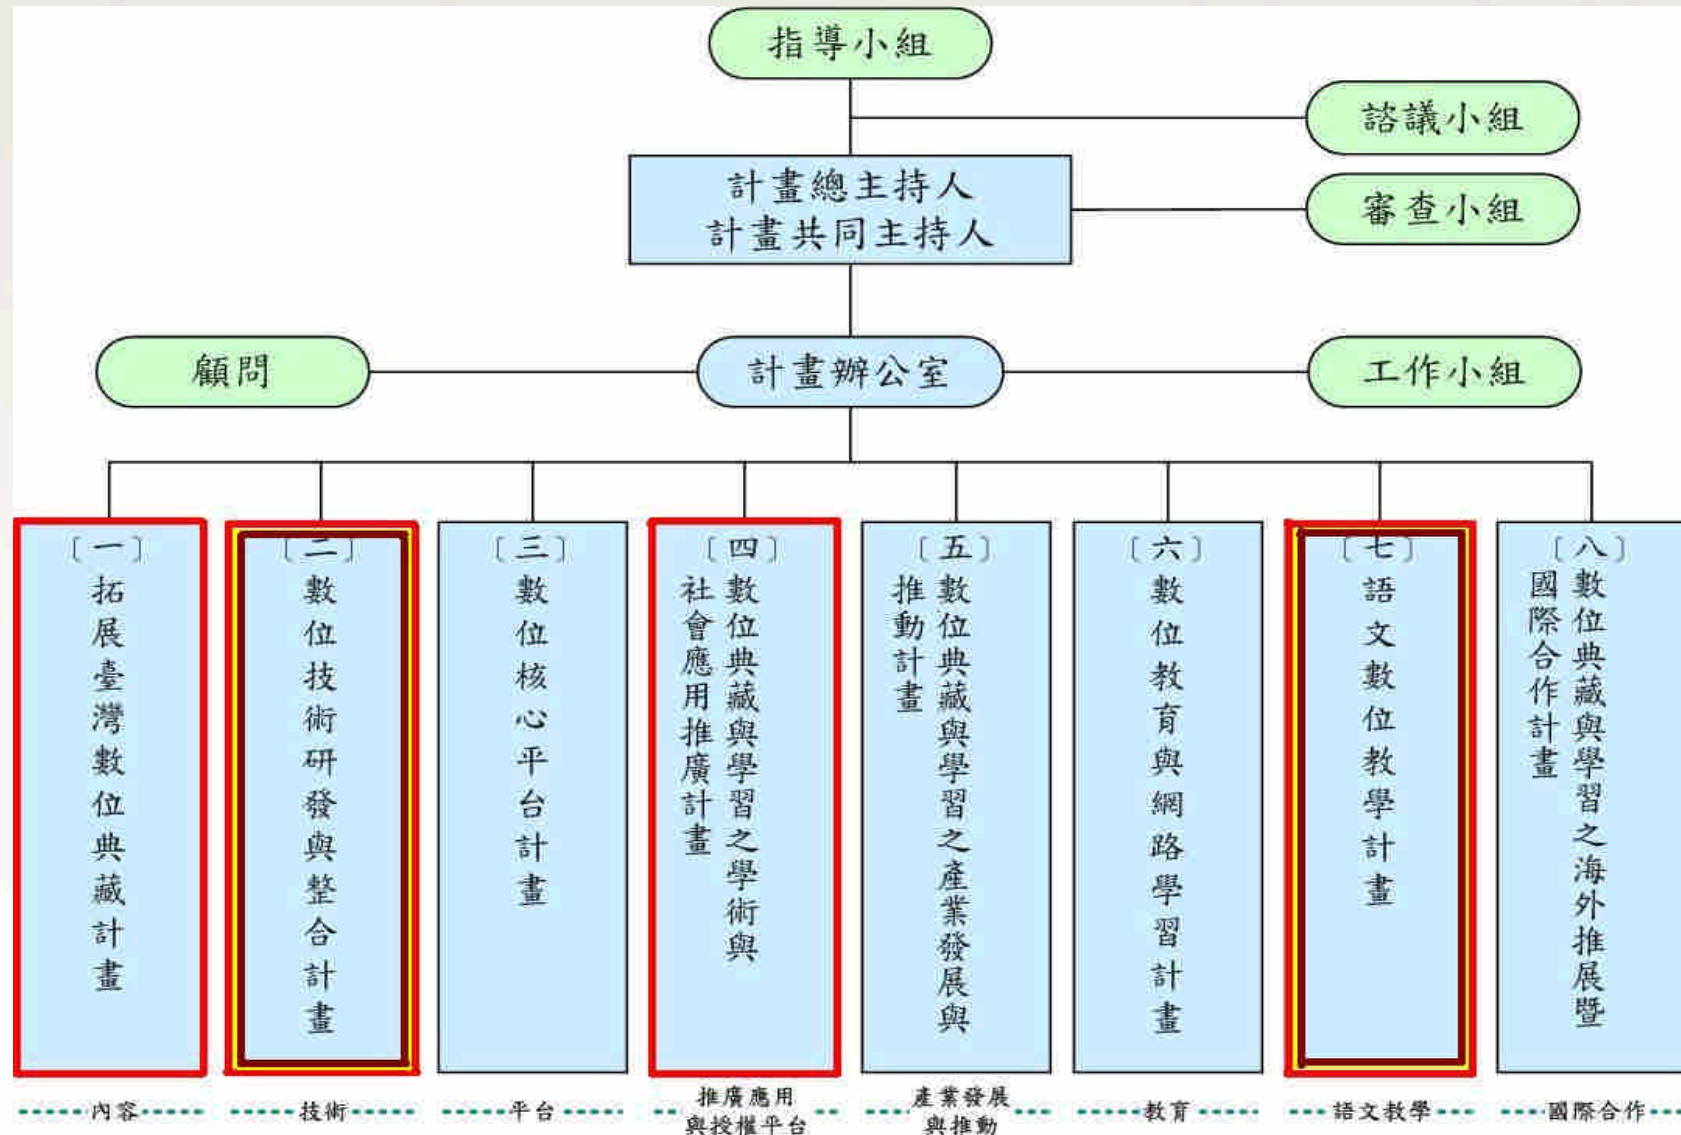 指導小組
諮議小組
計畫總主持人
計畫共同主持人
審查小組
顧問
計畫辦公室
工作小組
〔一〕
拓展臺灣數位典藏計畫
〔二〕
數位技術研發與整合計畫
〔三〕
數位核心平台計畫
〔四〕
數位典藏與學習之學術與
社會應用推廣計畫
〔五〕
數位典藏與學習之產業發展與
推動計畫
〔六〕
數位教育與網路學習計畫
〔七〕
語文數位教學計畫
〔八〕
數位典藏與學習之海外推展暨
國際合作計畫
內容
技術
平台
推廣應用
與授權平台
產業發展
與推動
教育
語文教學
國際合作